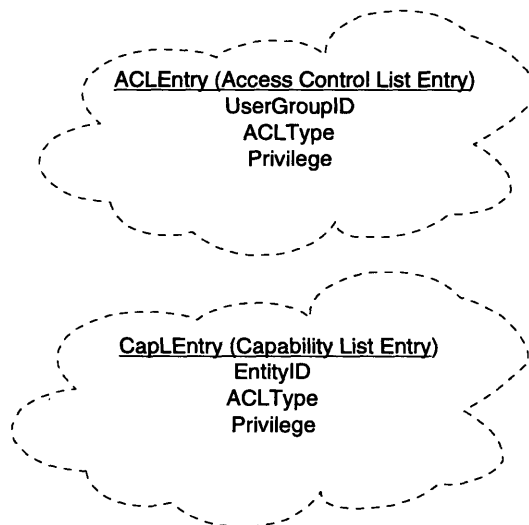 ACLEntry (Access Control List Entry)
UserGroupID
ACLType
Privilege
CapLEntry (Capability List Entry)
EntityID
ACLType
Privilege